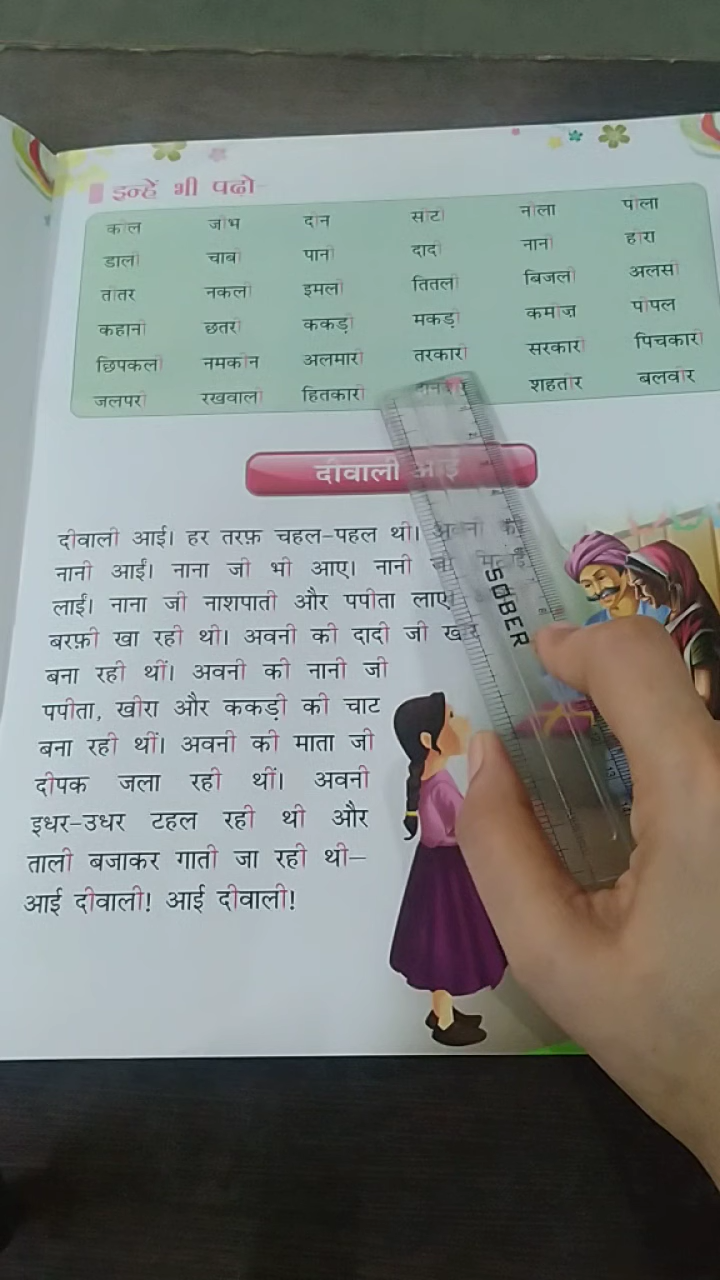 इन्हें भी पढ़ो
कील जीभ दीन सीटी नीला पीला
डाली चाबी पानी दादी नानी हीरा
तीतर नकली इमली तितली बिजली अलसी
कहानी छतरी ककड़ी मकड़ी कमीज़ पीपल
छिपकली नमकीन अलमारी तरकारी सरकारी पिचकारी
जलपरी रखवाली हितकारी शहतीर बलवीर
दीवाली आई
दीवाली आई। हर तरफ़ चहल-पहल थी। अवनी की
नानी आईं। नाना जी भी आए। नानी जी मिठाई
लाईं। नाना जी नाशपाती और पपीता लाए।
बरफ़ी खा रही थी। अवनी की दादी जी खीर
बना रही थीं। अवनी की नानी जी
पपीता, खीरा और ककड़ी की चाट
बना रही थीं। अवनी की माता जी
दीपक जला रही थीं। अवनी
इधर-उधर टहल रही थी और
ताली बजाकर गाती जा रही थी–
आई दीवाली! आई दीवाली!
SOBER